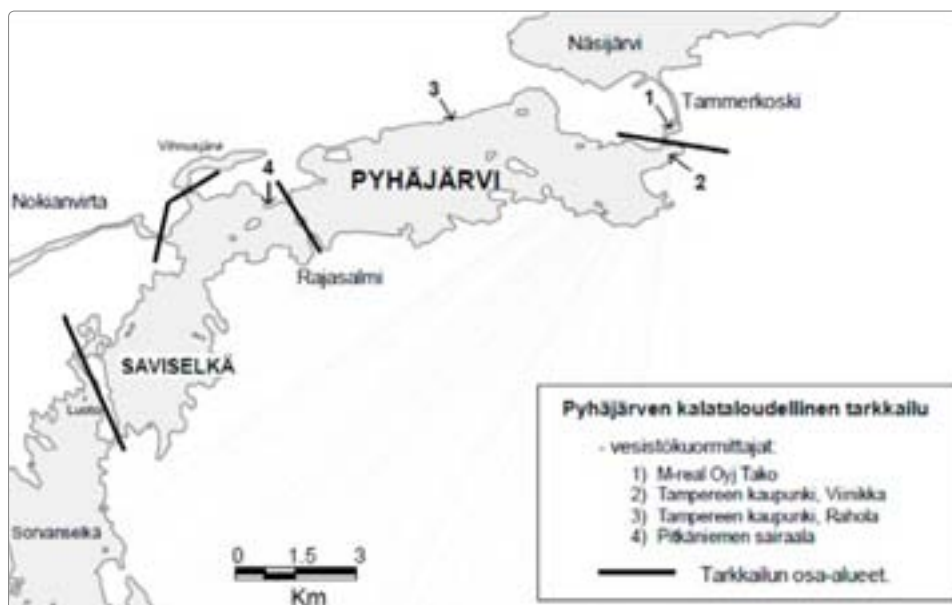 Näsijärvi
3
1
Tammerkoski
Vihnusjärvi
4
PYHÄJÄRVI
2
Nokianvirta
Rajasalmi
SAVISELKÄ
Luoto
Pyhäjärven kalataloudellinen tarkkailu
- vesistökuormittajat:
1) M-real Oyj Tako
2) Tampereen kaupunki, Viinikka
3) Tampereen kaupunki, Rahola
4) Pitkäniemen sairaala
Sorvanselkä
0 1.5 3
Km
Tarkkailun osa-alueet.